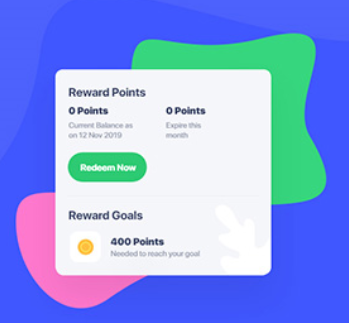 Reward Points
0 Points 0 Points
Current Balance as Expire this
on 12 Nov 2019 month
Redeem Now
Reward Goals
400 Points
Needed to reach your goal